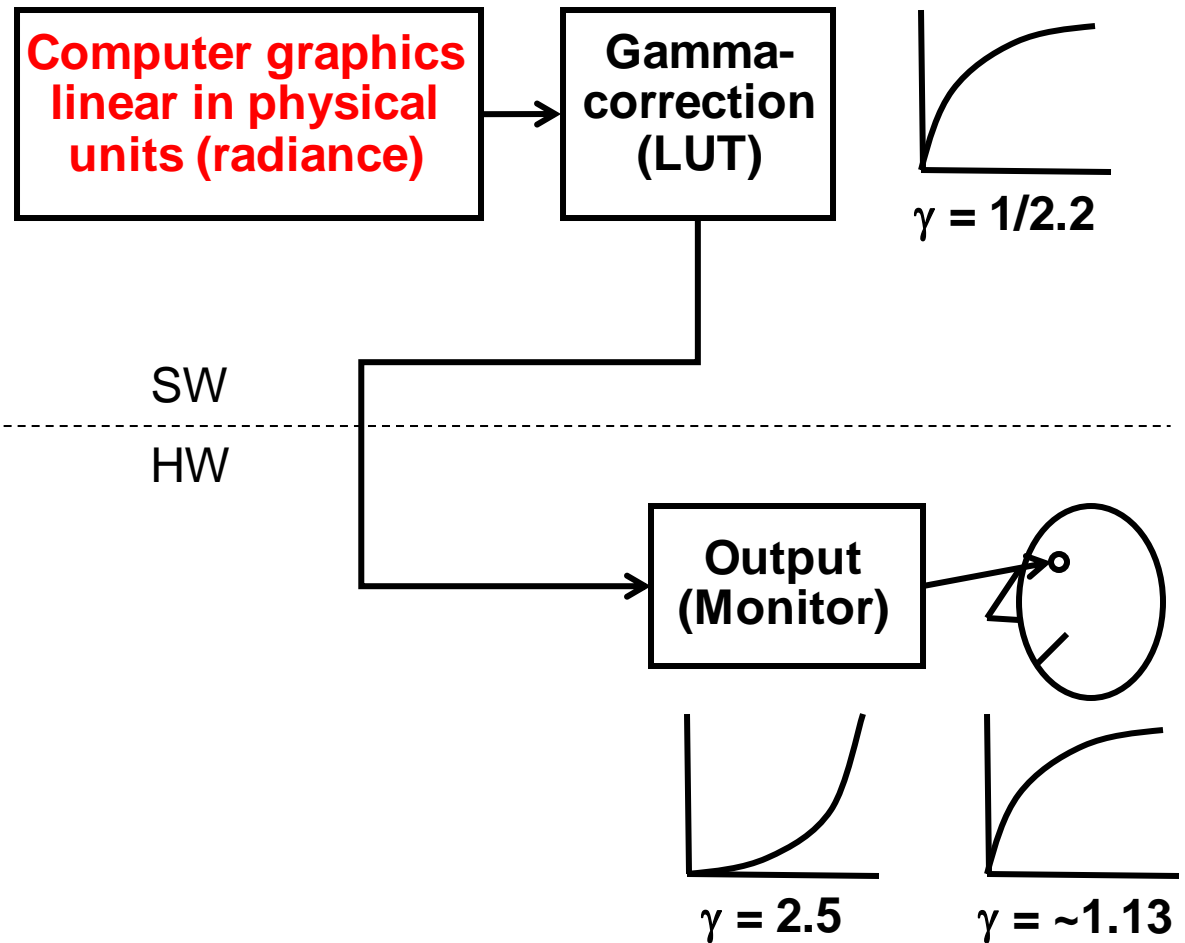 Computer graphics
linear in physical
units (radiance)
Gamma-
correction
(LUT)
γ = 1/2.2
SW
HW
Output
(Monitor)
γ = 2.5
γ = ~1.13